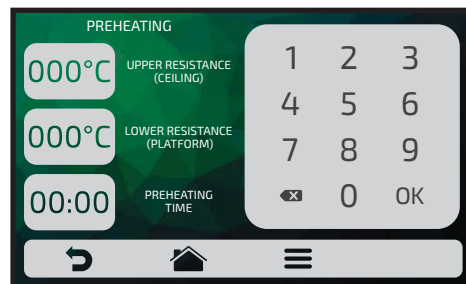 PREHEATING
000°C
UPPER RESISTANCE
(CEILING)
000°C
LOWER RESISTANCE
(PLATFORM)
00:00
PREHEATING
TIME
1 2 3
4 5 6
7 8 9
0 OK